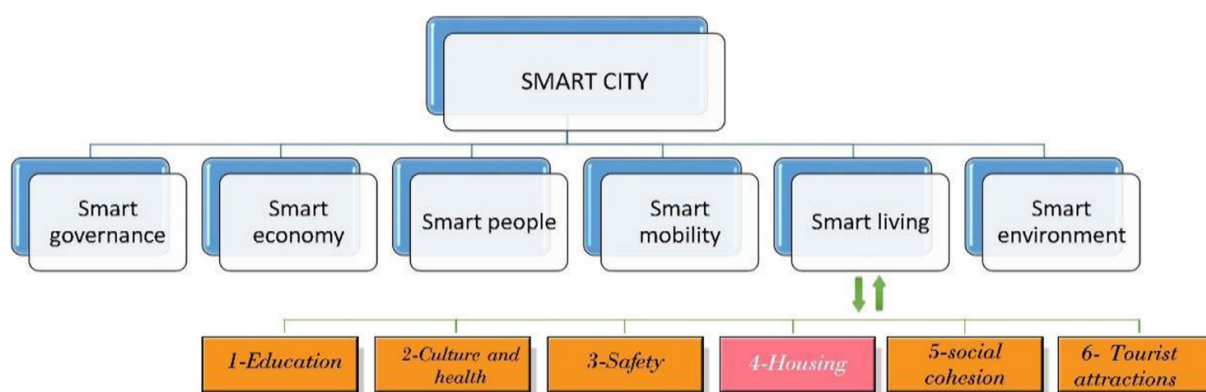 SMART CITY
Smart
governance
Smart
economy
Smart people
Smart
mobility
Smart living
Smart
environment
1-Education
2-Culture and
health
3-Safety
4-Housing
5-social
cohesion
6- Tourist
attractions